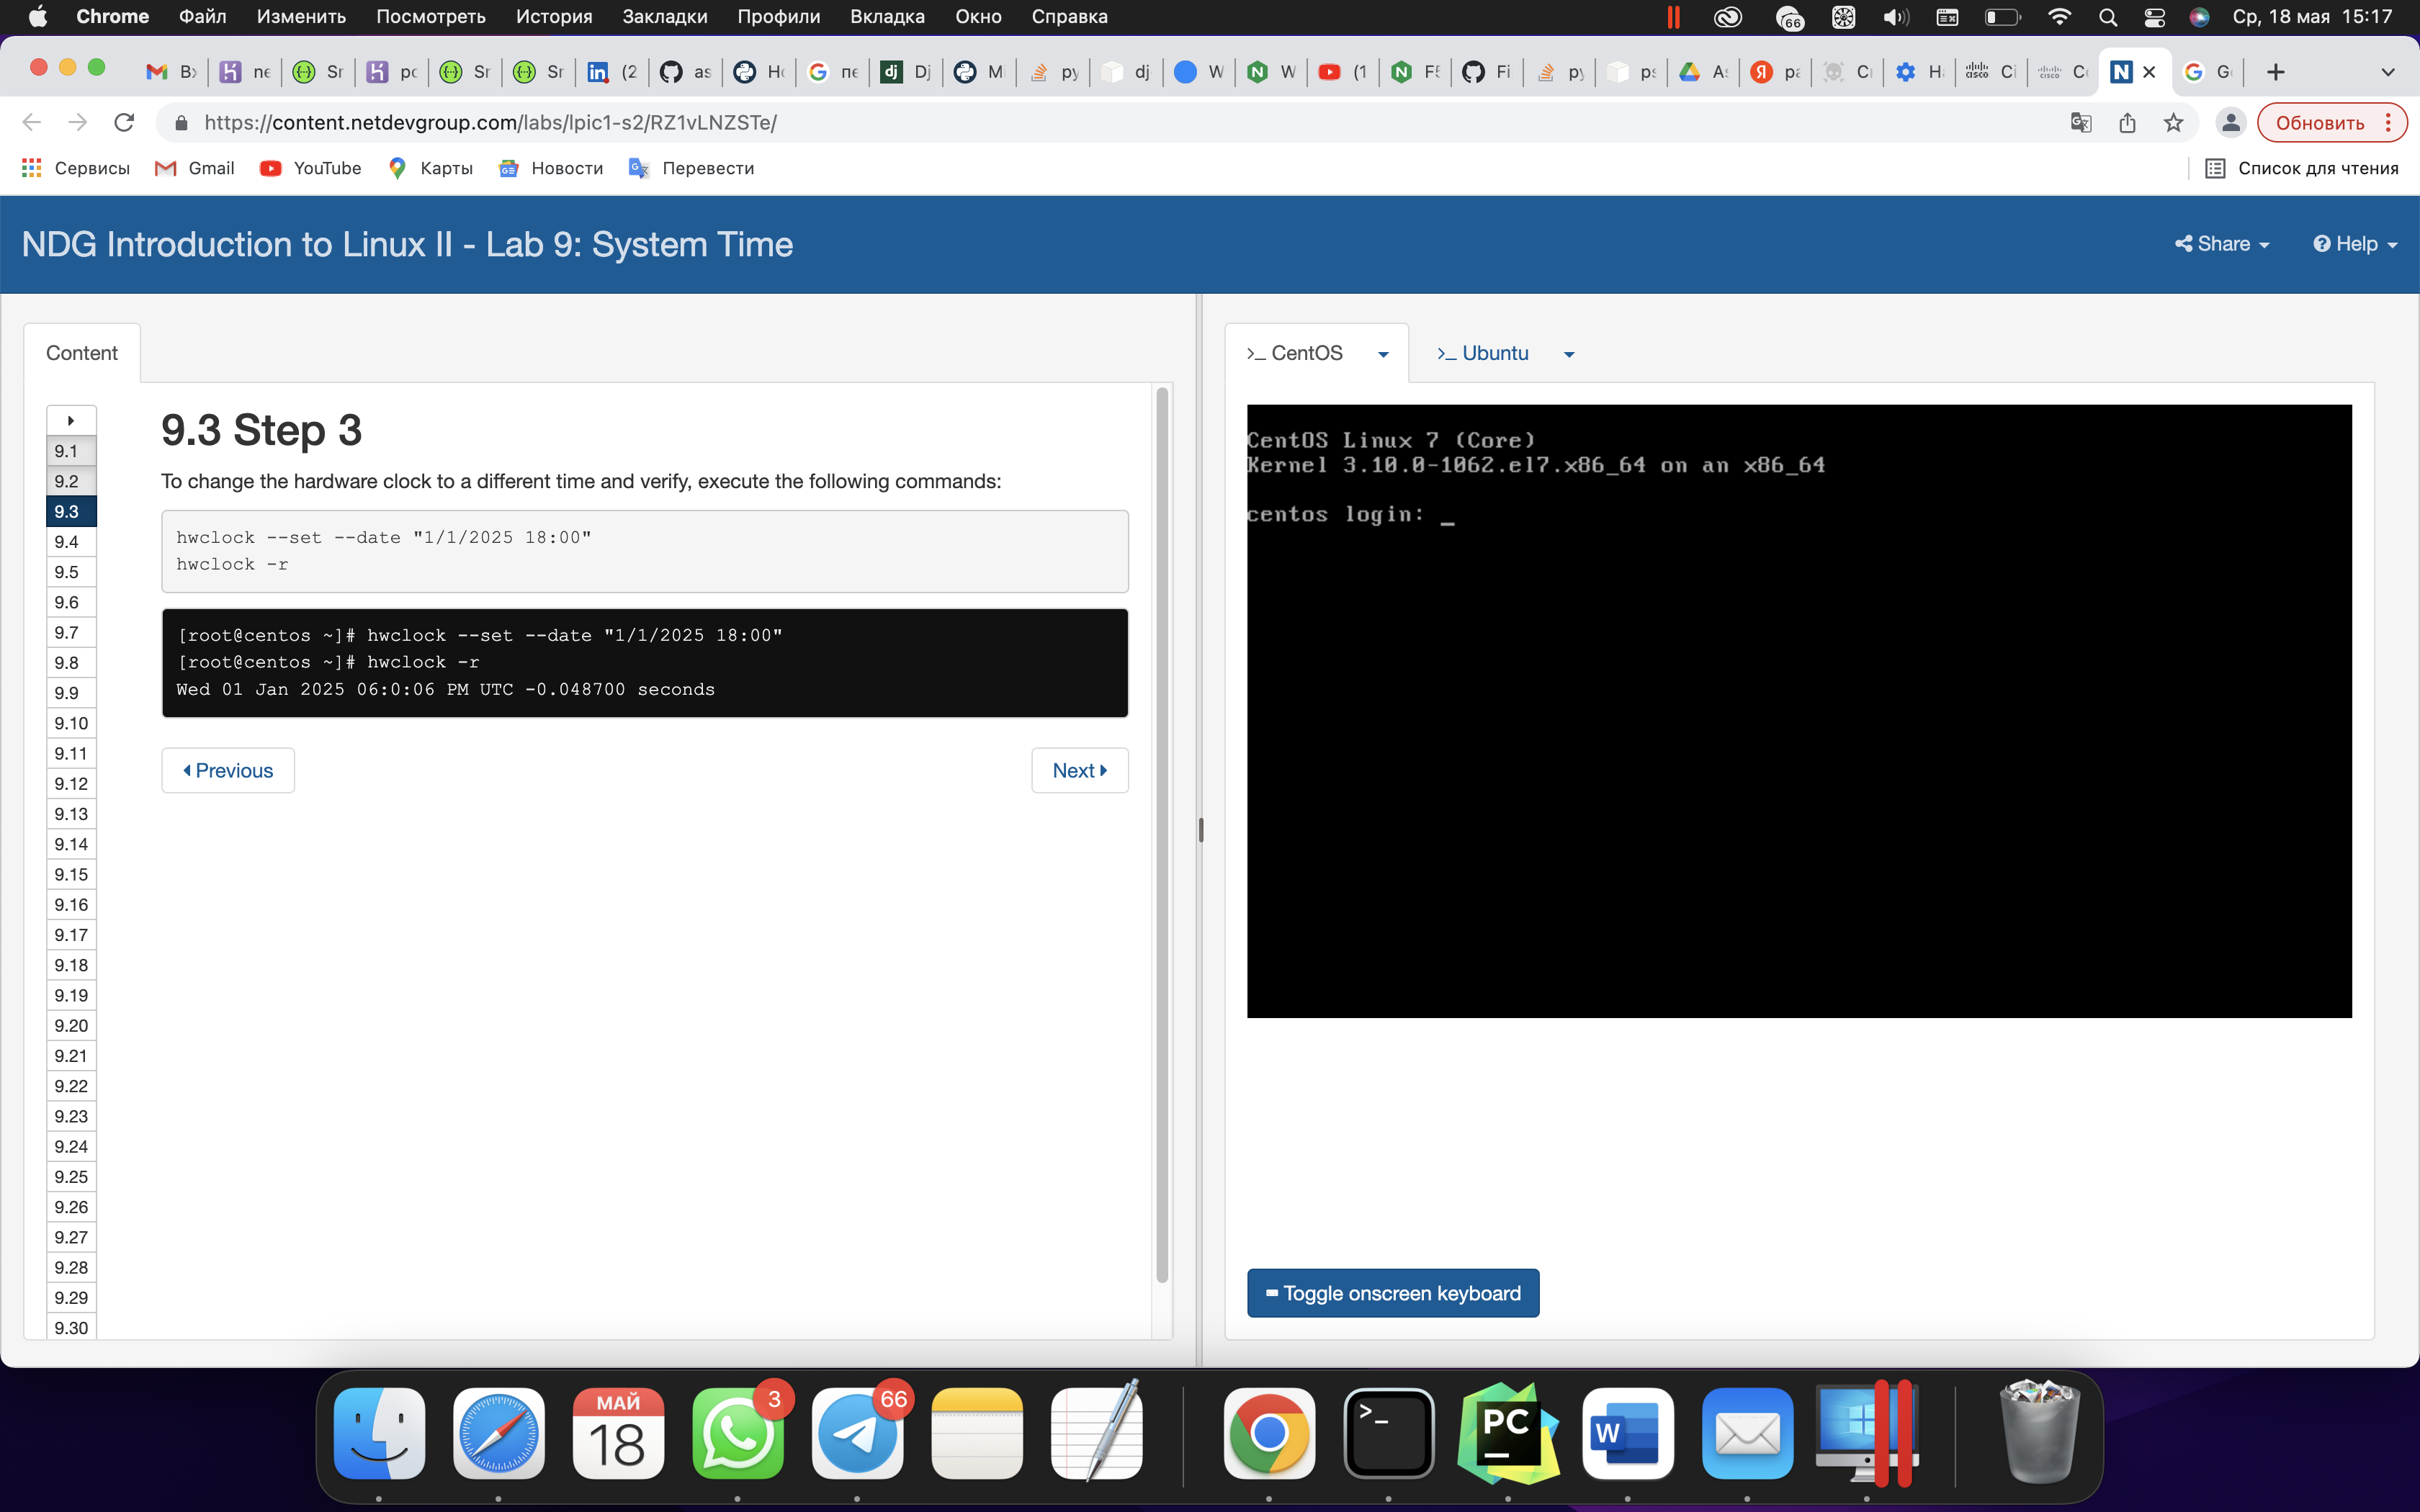 Chrome Файл Изменить Посмотреть История Закладки Профили Вкладка Окно Справка 66 Ср, 18 мая 15:17
https://content.netdevgroup.com/labs/lpic1-s2/RZ1vLNZSTe/ Обновить
Сервисы Gmail YouTube Карты Новости Перевести Список для чтения
NDG Introduction to Linux II - Lab 9: System Time Share Help
Content
>_ CentOS >_ Ubuntu
9.1
9.2
9.3
9.4
9.5
9.6
9.7
9.8
9.9
9.10
9.11
9.12
9.13
9.14
9.15
9.16
9.17
9.18
9.19
9.20
9.21
9.22
9.23
9.24
9.25
9.26
9.27
9.28
9.29
9.30
9.3 Step 3
To change the hardware clock to a different time and verify, execute the following commands:
hwclock --set --date "1/1/2025 18:00"
hwclock -r
[root@centos ~]# hwclock --set --date "1/1/2025 18:00"
[root@centos ~]# hwclock -r
Wed 01 Jan 2025 06:0:06 PM UTC -0.048700 seconds
Previous Next
CentOS Linux 7 (Core)
Kernel 3.10.0-1062.el7.x86_64 on an x86_64
centos login: _
Toggle onscreen keyboard
МАЙ
18
3
66
>_
PC
W